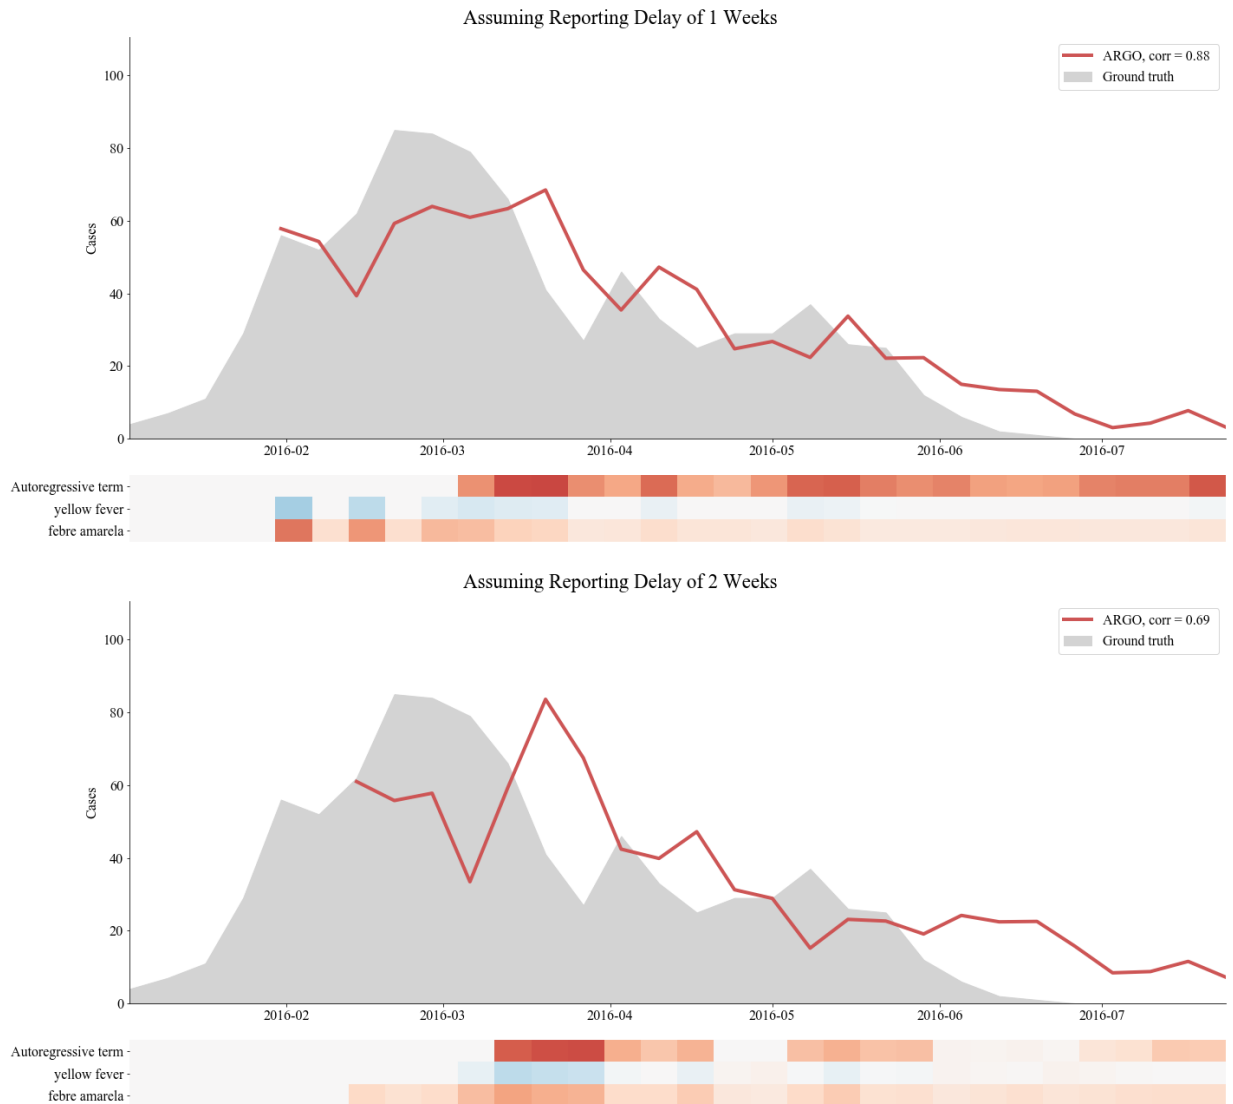 Assuming Reporting Delay of 1 Weeks
ARGO, corr = 0.88
Ground truth
100
80
60
40
20
0
Cases
2016-02 2016-03 2016-04 2016-05 2016-06 2016-07
Autoregressive term
yellow fever
febre amarela
Assuming Reporting Delay of 2 Weeks
ARGO, corr = 0.69
Ground truth
100
80
60
40
20
0
Cases
2016-02 2016-03 2016-04 2016-05 2016-06 2016-07
Autoregressive term
yellow fever
febre amarela